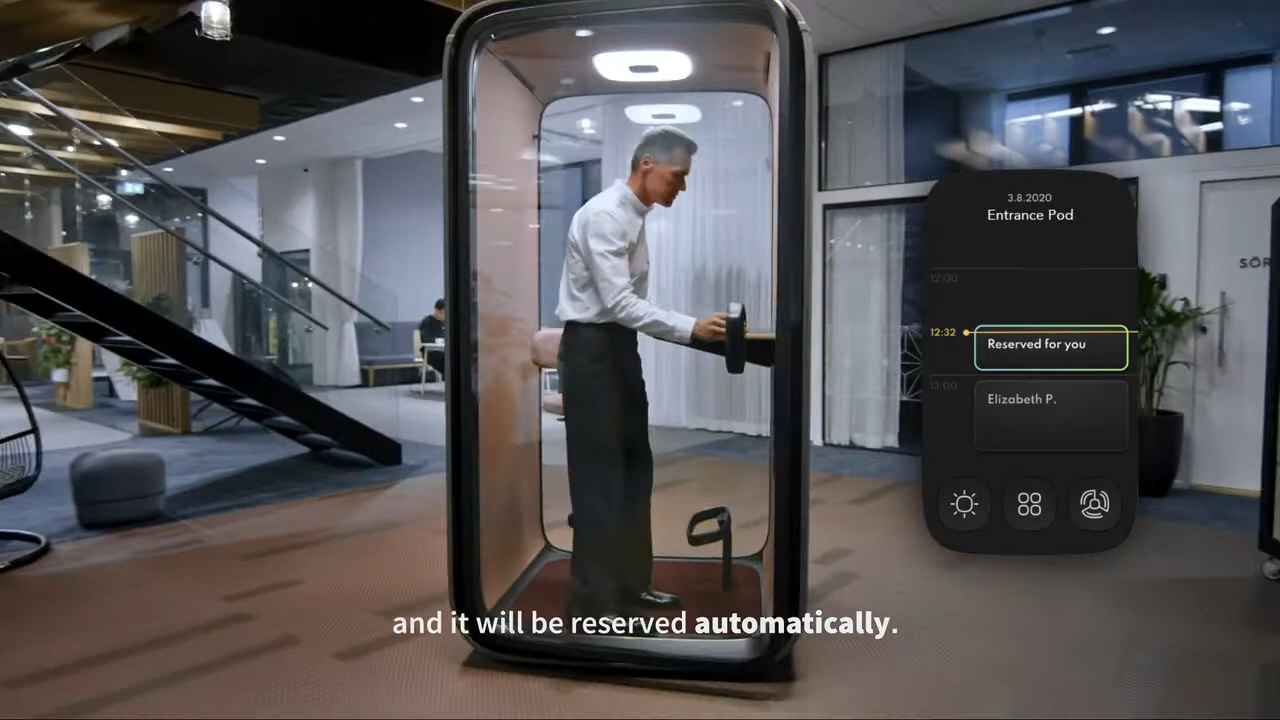 3.8.2020
Entrance Pod
12:00
12:32
Reserved for you
13:00
Elizabeth P.
SÖR
and it will be reserved automatically.